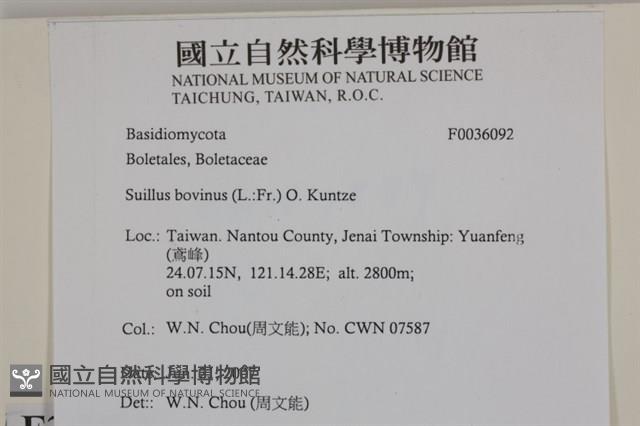 國立自然科學博物館
NATIONAL MUSEUM OF NATURAL SCIENCE
TAICHUNG, TAIWAN, R.O.C.
Basidiomycota F0036092
Boletales, Boletaceae
Suillus bovinus (L.:Fr.) O. Kuntze
Loc.: Taiwan. Nantou County, Jenai Township: Yuanfeng
(鳶峰)
24.07.15N, 121.14.28E; alt. 2800m;
on soil
Col.: W.N. Chou(周文能); No. CWN 07587
國立自然科學博物館
NATIONAL MUSEUM OF NATURAL SCIENCE
Det:: W.N. Chou (周文能)